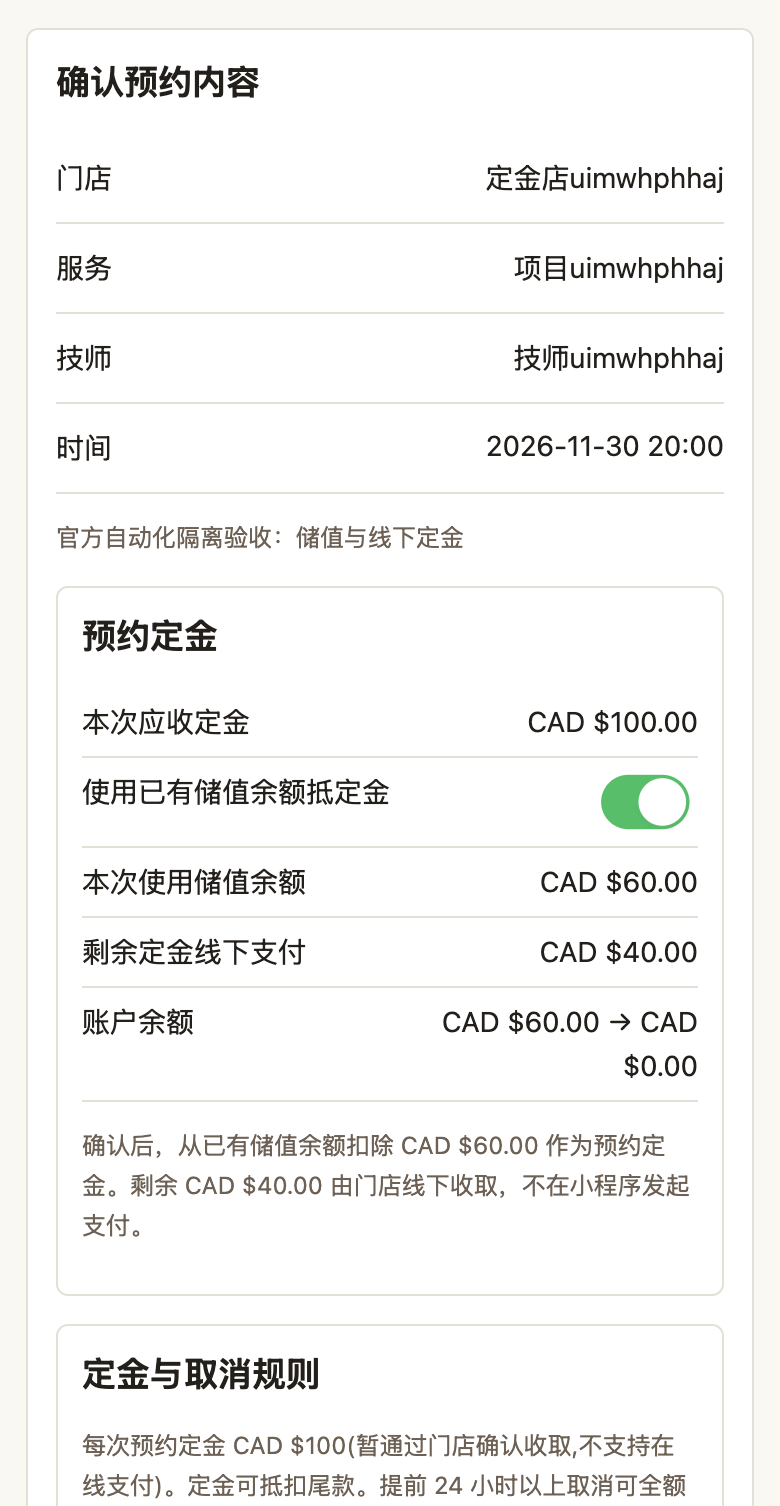 确认预约内容
门店 定金店uimwhphhaj
服务 项目uimwhphhaj
技师 技师uimwhphhaj
时间 2026-11-30 20:00
官方自动化隔离验收：储值与线下定金
预约定金
本次应收定金 CAD $100.00
使用已有储值余额抵定金
本次使用储值余额 CAD $60.00
剩余定金线下支付 CAD $40.00
账户余额 CAD $60.00 → CAD
$0.00
确认后，从已有储值余额扣除 CAD $60.00 作为预约定
金。剩余 CAD $40.00 由门店线下收取，不在小程序发起
支付。
定金与取消规则
每次预约定金 CAD $100(暂通过门店确认收取,不支持在
线支付)。定金可抵扣尾款。提前 24 小时以上取消可全额